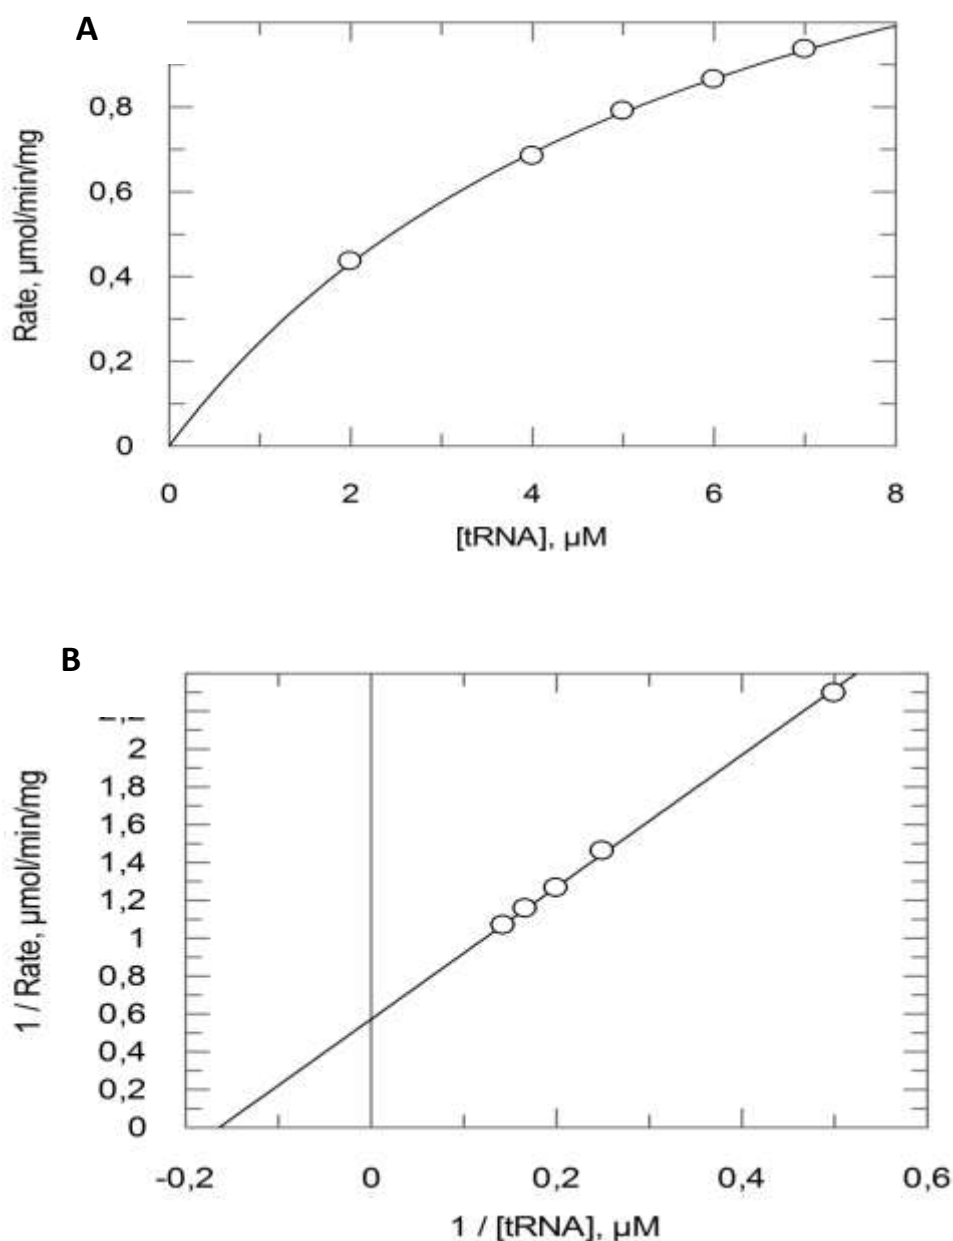 A
0,8
0,6
0,4
0,2
0
0 2 4 6 8
Rate, µmol/min/mg
[tRNA], µM
B
2
1,8
1,6
1,4
1,2
1
0,8
0,6
0,4
0,2
0
-0,2 0 0,2 0,4 0,6
1 / Rate, µmol/min/mg
1 / [tRNA], µM